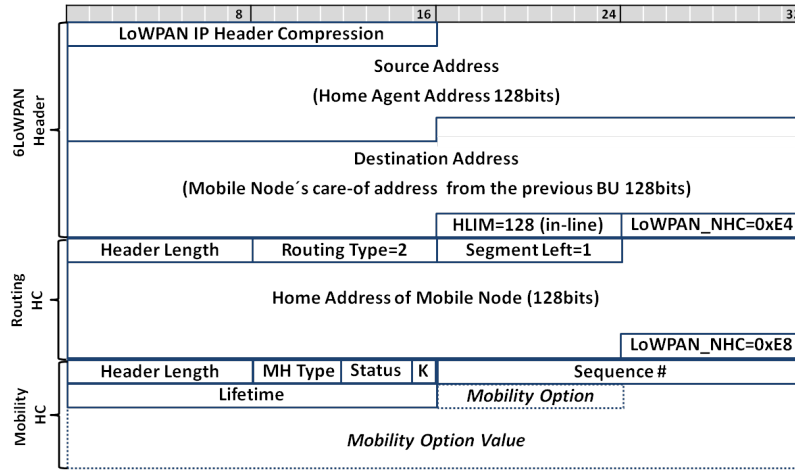 8 16 24 32
LoWPAN IP Header Compression
Source Address
(Home Agent Address 128bits)
6LoWPAN
Header
Destination Address
(Mobile Node´s care-of address from the previous BU 128bits)
HLIM=128 (in-line) LoWPAN_NHC=0xE4
Header Length Routing Type=2 Segment Left=1
Routing
HC
Home Address of Mobile Node (128bits)
LoWPAN_NHC=0xE8
Header Length MH Type Status K Sequence #
Lifetime Mobility Option
Mobility
HC
Mobility Option Value